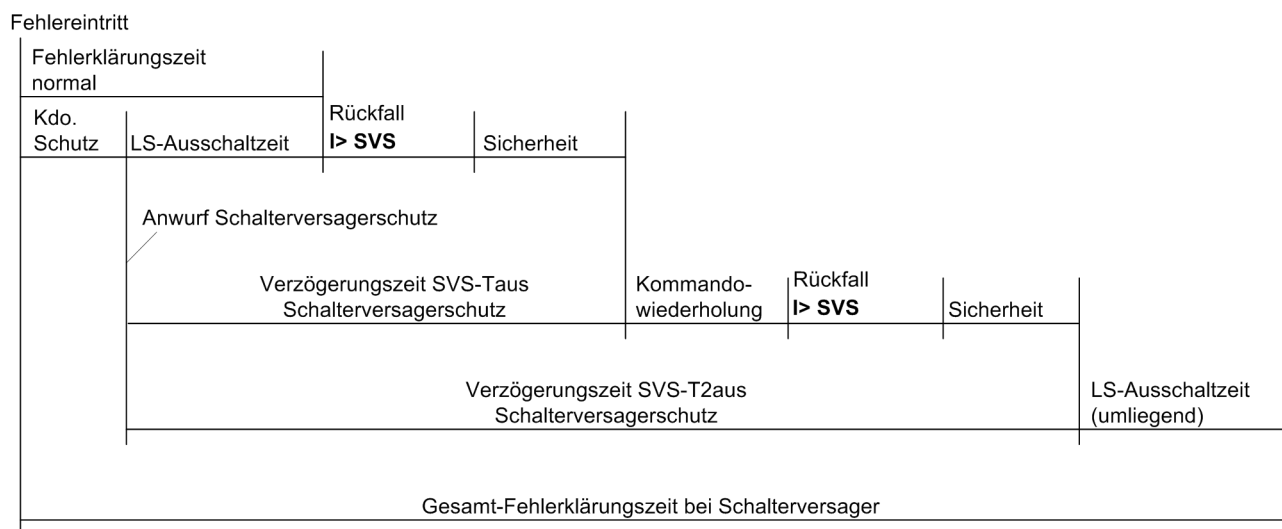 Fehlereintritt
Fehlerklärungszeit
normal
Kdo.
Schutz
LS-Ausschaltzeit
Rückfall
I> SVS
Sicherheit
Anwurf Schalterversagerschutz
Verzögerungszeit SVS-Taus
Schalterversagerschutz
Kommando-
wiederholung
Rückfall
I> SVS
Sicherheit
Verzögerungszeit SVS-T2aus
Schalterversagerschutz
LS-Ausschaltzeit
(umliegend)
Gesamt-Fehlerklärungszeit bei Schalterversager